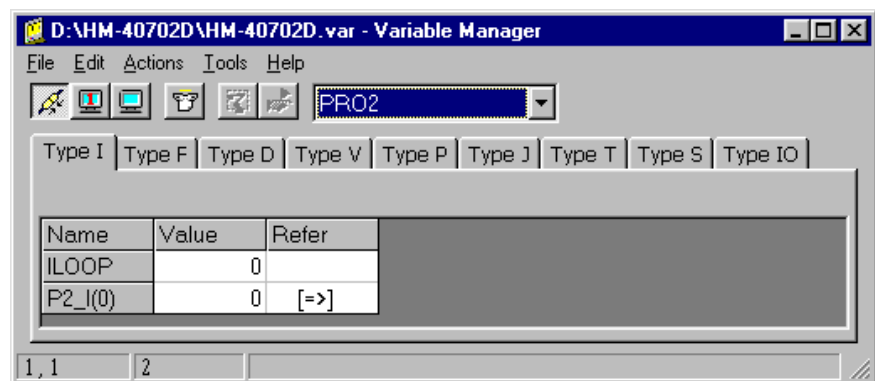 D:\HM-40702D\HM-40702D.var - Variable Manager
File Edit Actions Tools Help
PRO2
Type I Type F Type D Type V Type P Type J Type T Type S Type IO
Name Value Refer
ILOOP 0
P2_I(0) 0 [=>]
1, 1 2